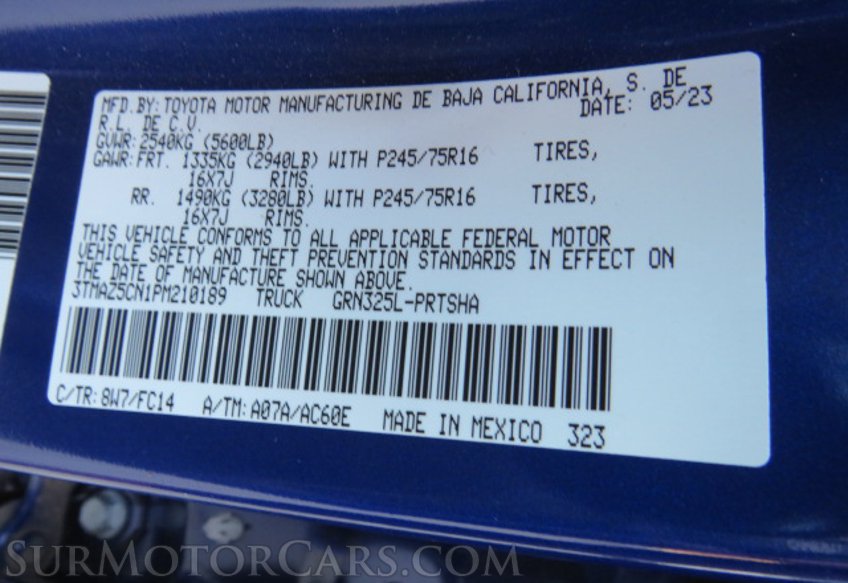 MFD. BY: TOYOTA MOTOR MANUFACTURING DE BAJA CALIFORNIA, S. DE
R.L. DE C.V. DATE: 05/23
GVWR: 2540KG (5600LB)
GAWR: FRT. 1335KG (2940LB) WITH P245/75R16 TIRES,
16X7J RIMS.
RR. 1490KG (3280LB) WITH P245/75R16 TIRES,
16X7J RIMS.
THIS VEHICLE CONFORMS TO ALL APPLICABLE FEDERAL MOTOR
VEHICLE SAFETY AND THEFT PREVENTION STANDARDS IN EFFECT ON
THE DATE OF MANUFACTURE SHOWN ABOVE.
3TMAZ5CN1PM210189 TRUCK GRN325L-PRTSHA
C/TR: 8W7/FC14 A/TM: A07A/AC60E MADE IN MEXICO 323
SURMOTORCARS.COM